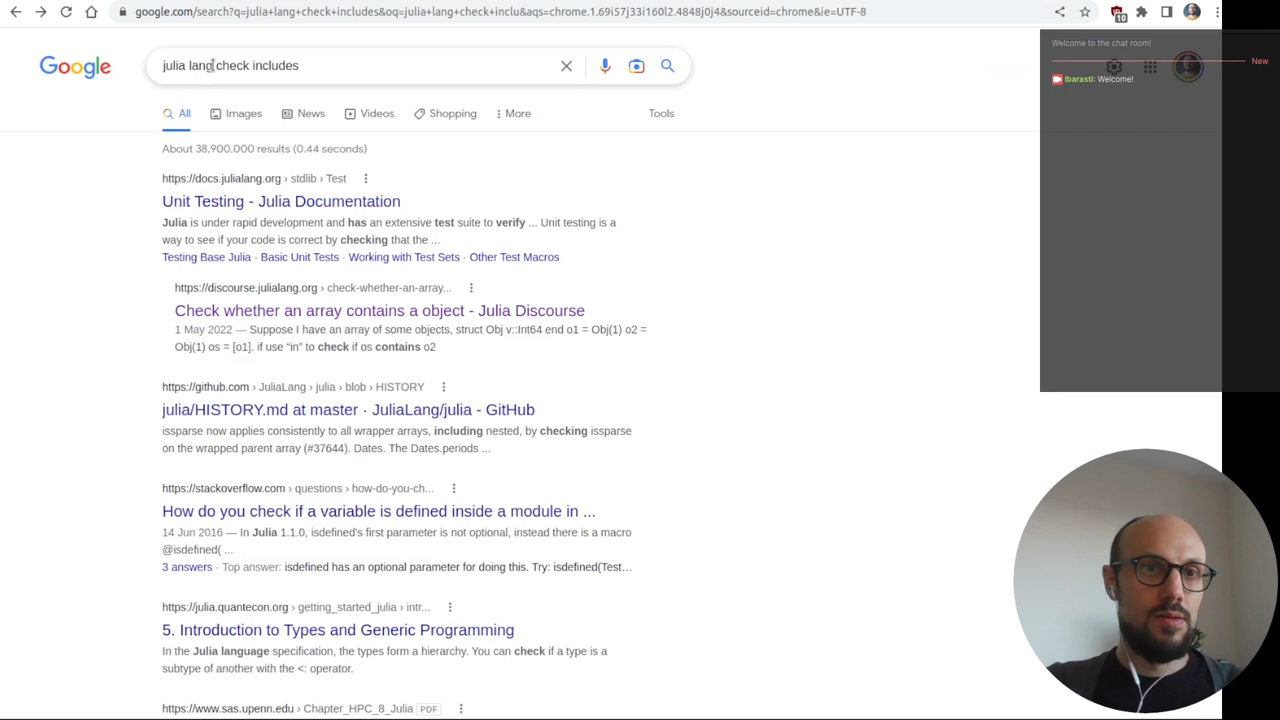 google.com/search?q=julia+lang+check+includes&oq=julia+lang+check+inclu&aqs=chrome.1.69i57j33i160l2.4848j0j4&sourceid=chrome&ie=UTF-8
10
Welcome to the chat room!
New
lbarasti: Welcome!
Google
julia lang check includes
All
Images
News
Videos
Shopping
More
Tools
About 38,900,000 results (0.44 seconds)
https://docs.julialang.org › stdlib › Test
Unit Testing - Julia Documentation
Julia is under rapid development and has an extensive test suite to verify ... Unit testing is a
way to see if your code is correct by checking that the ...
Testing Base Julia · Basic Unit Tests · Working with Test Sets · Other Test Macros
https://discourse.julialang.org › check-whether-an-array...
Check whether an array contains a object - Julia Discourse
1 May 2022 — Suppose I have an array of some objects, struct Obj v::Int64 end o1 = Obj(1) o2 =
Obj(1) os = [o1]. if use “in” to check if os contains o2
https://github.com › JuliaLang › julia › blob › HISTORY
julia/HISTORY.md at master · JuliaLang/julia - GitHub
issparse now applies consistently to all wrapper arrays, including nested, by checking issparse
on the wrapped parent array (#37644). Dates. The Dates.periods ...
https://stackoverflow.com › questions › how-do-you-ch...
How do you check if a variable is defined inside a module in ...
14 Jun 2016 — In Julia 1.1.0, isdefined's first parameter is not optional, instead there is a macro
@isdefined( ...
3 answers · Top answer: isdefined has an optional parameter for doing this. Try: isdefined(Test…
https://julia.quantecon.org › getting_started_julia › intr...
5. Introduction to Types and Generic Programming
In the Julia language specification, the types form a hierarchy. You can check if a type is a
subtype of another with the <: operator.
https://www.sas.upenn.edu › Chapter_HPC_8_Julia PDF